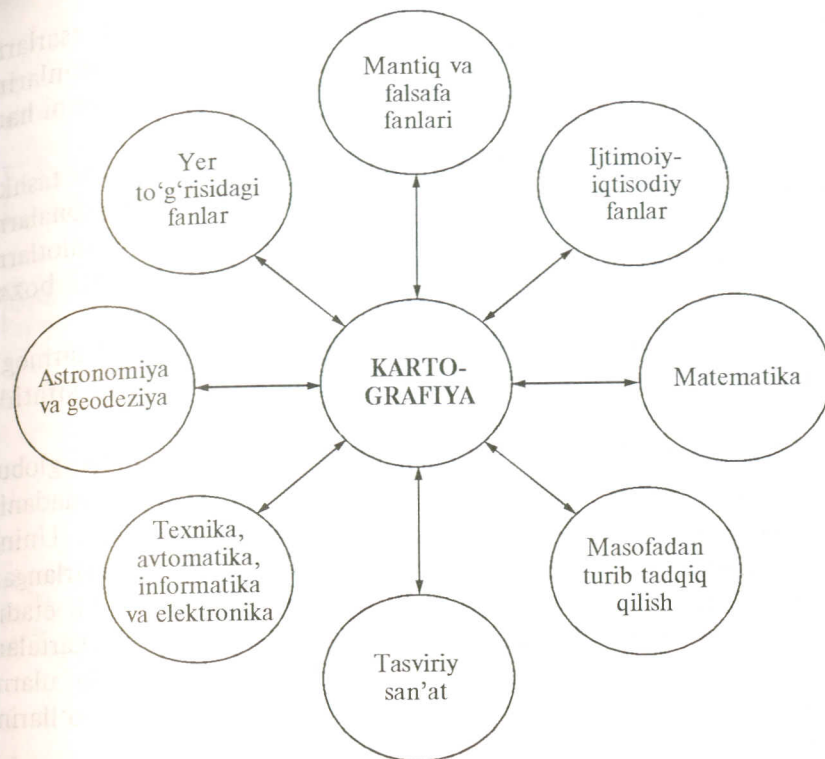 Mantiq va
falsafa
fanlari
Yer
to‘g‘risidagi
fanlar
Ijtimoiy-
iqtisodiy
fanlar
Astronomiya
va geodeziya
KARTO-
GRAFIYA
Matematika
Texnika,
avtomatika,
informatika
va elektronika
Masofadan
turib tadqiq
qilish
Tasviriy
san’at